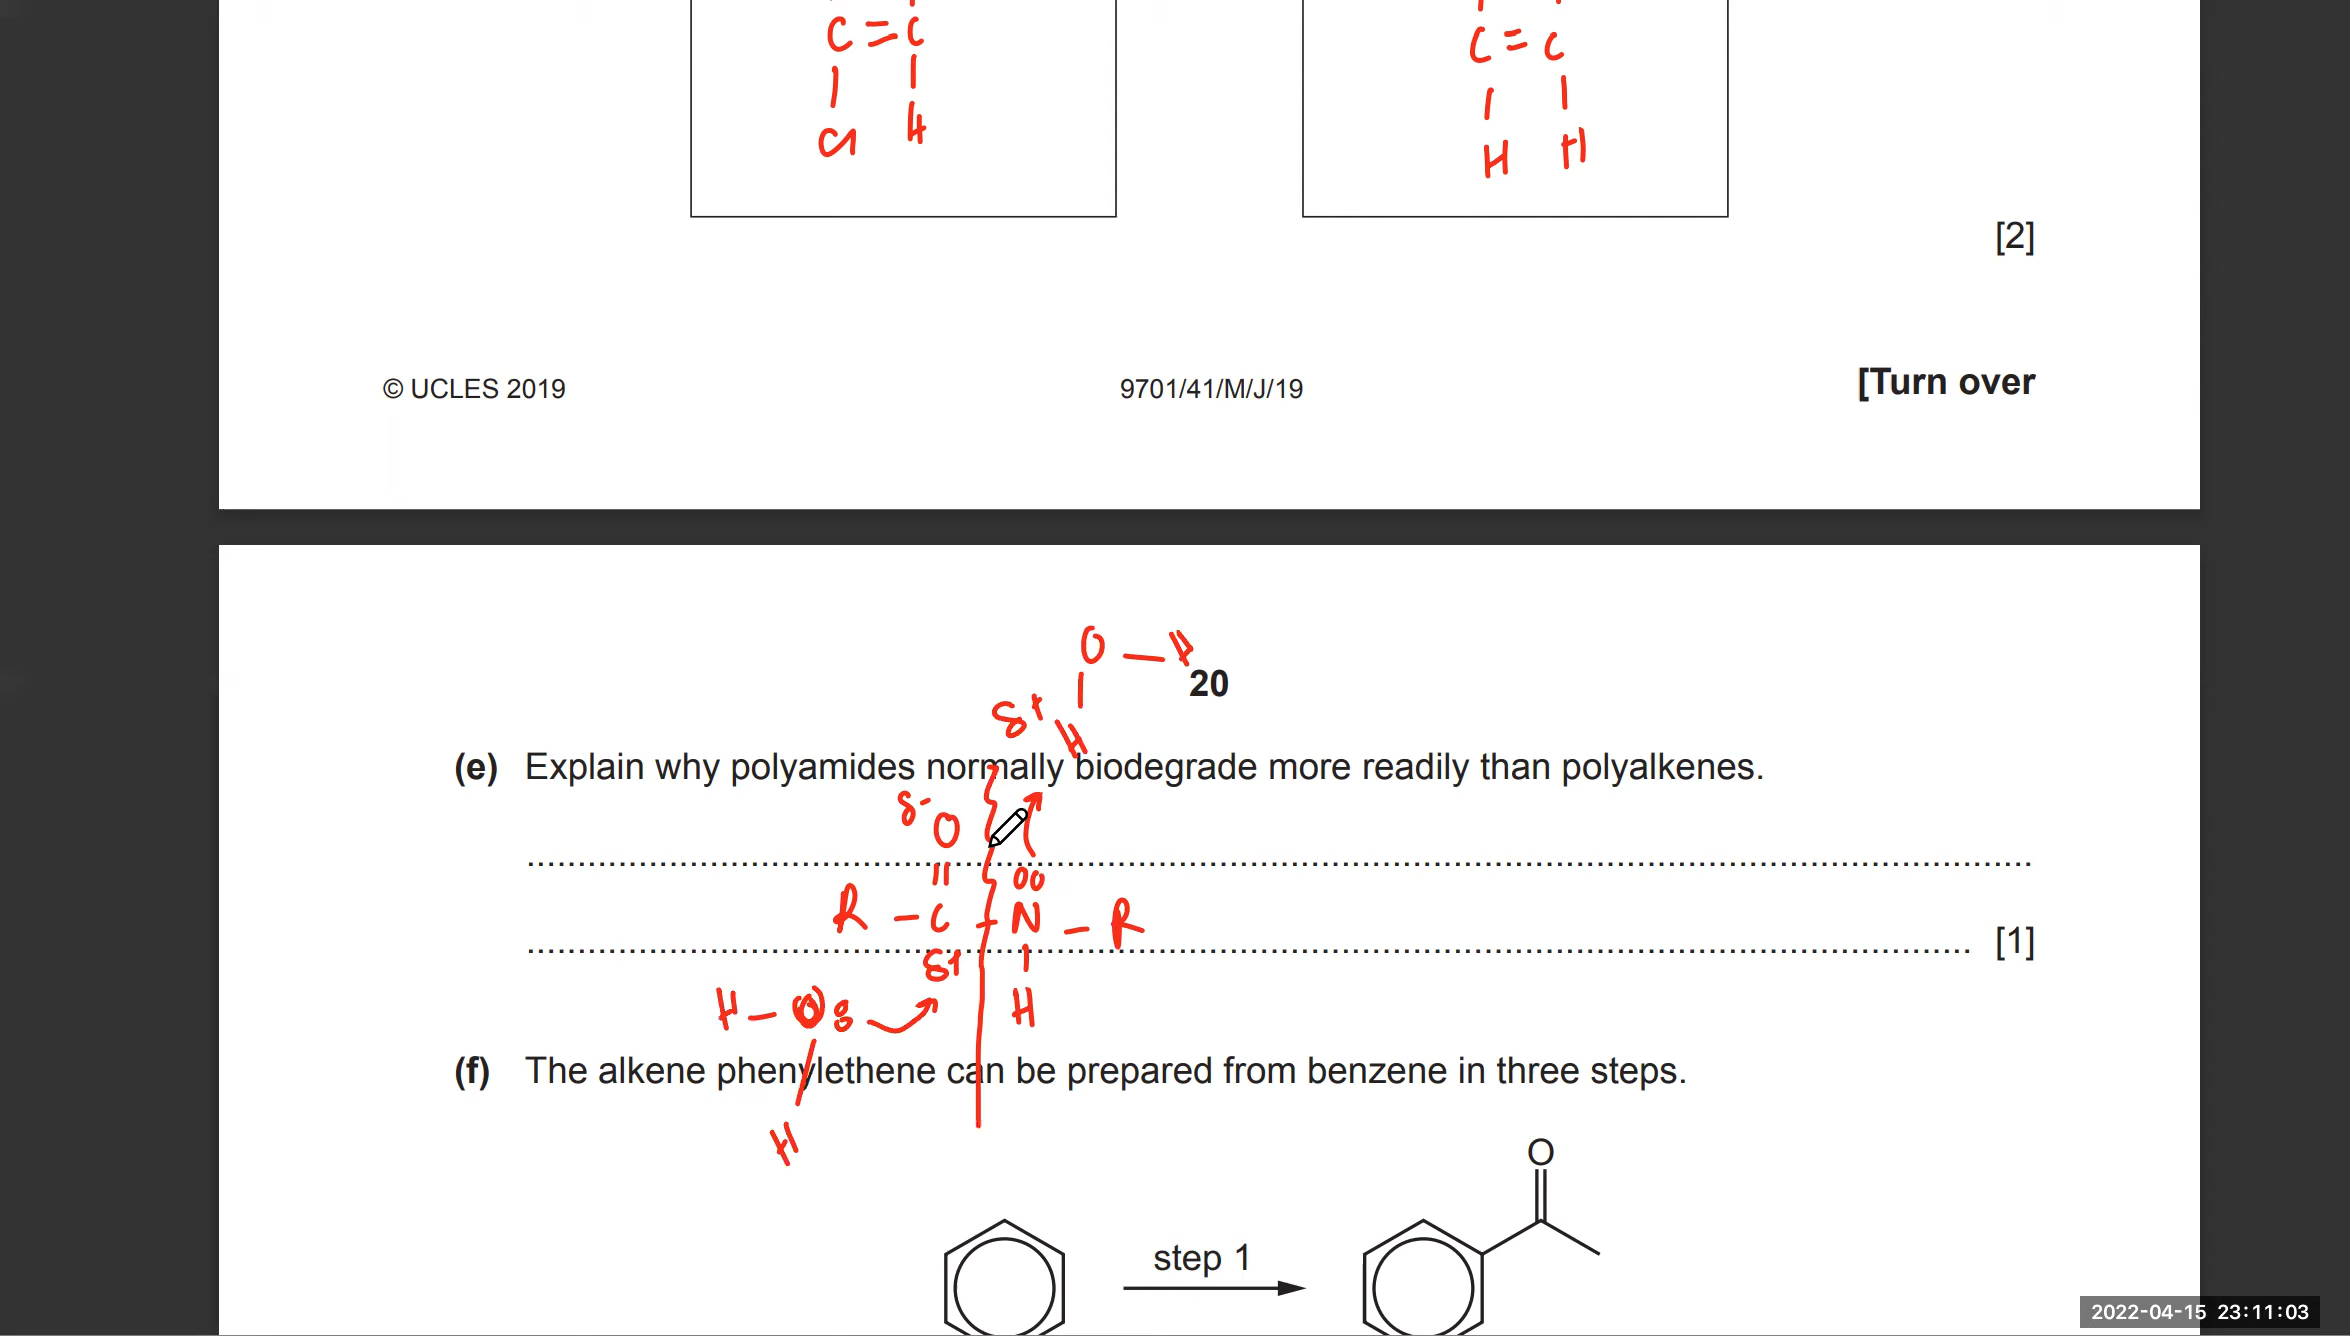 C = C C = C
Cl H H H
[2]
© UCLES 2019 9701/41/M/J/19 [Turn over
O — H
20
δ+ H
(e) Explain why polyamides normally biodegrade more readily than polyalkenes.
δ- O
R — C — N — R
[1]
δ+
H — O H
(f) The alkene phenylethene can be prepared from benzene in three steps.
H
O
step 1
2022-04-15 23:11:03